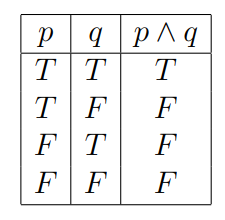 p q p ∧ q
T T T
T F F
F T F
F F F